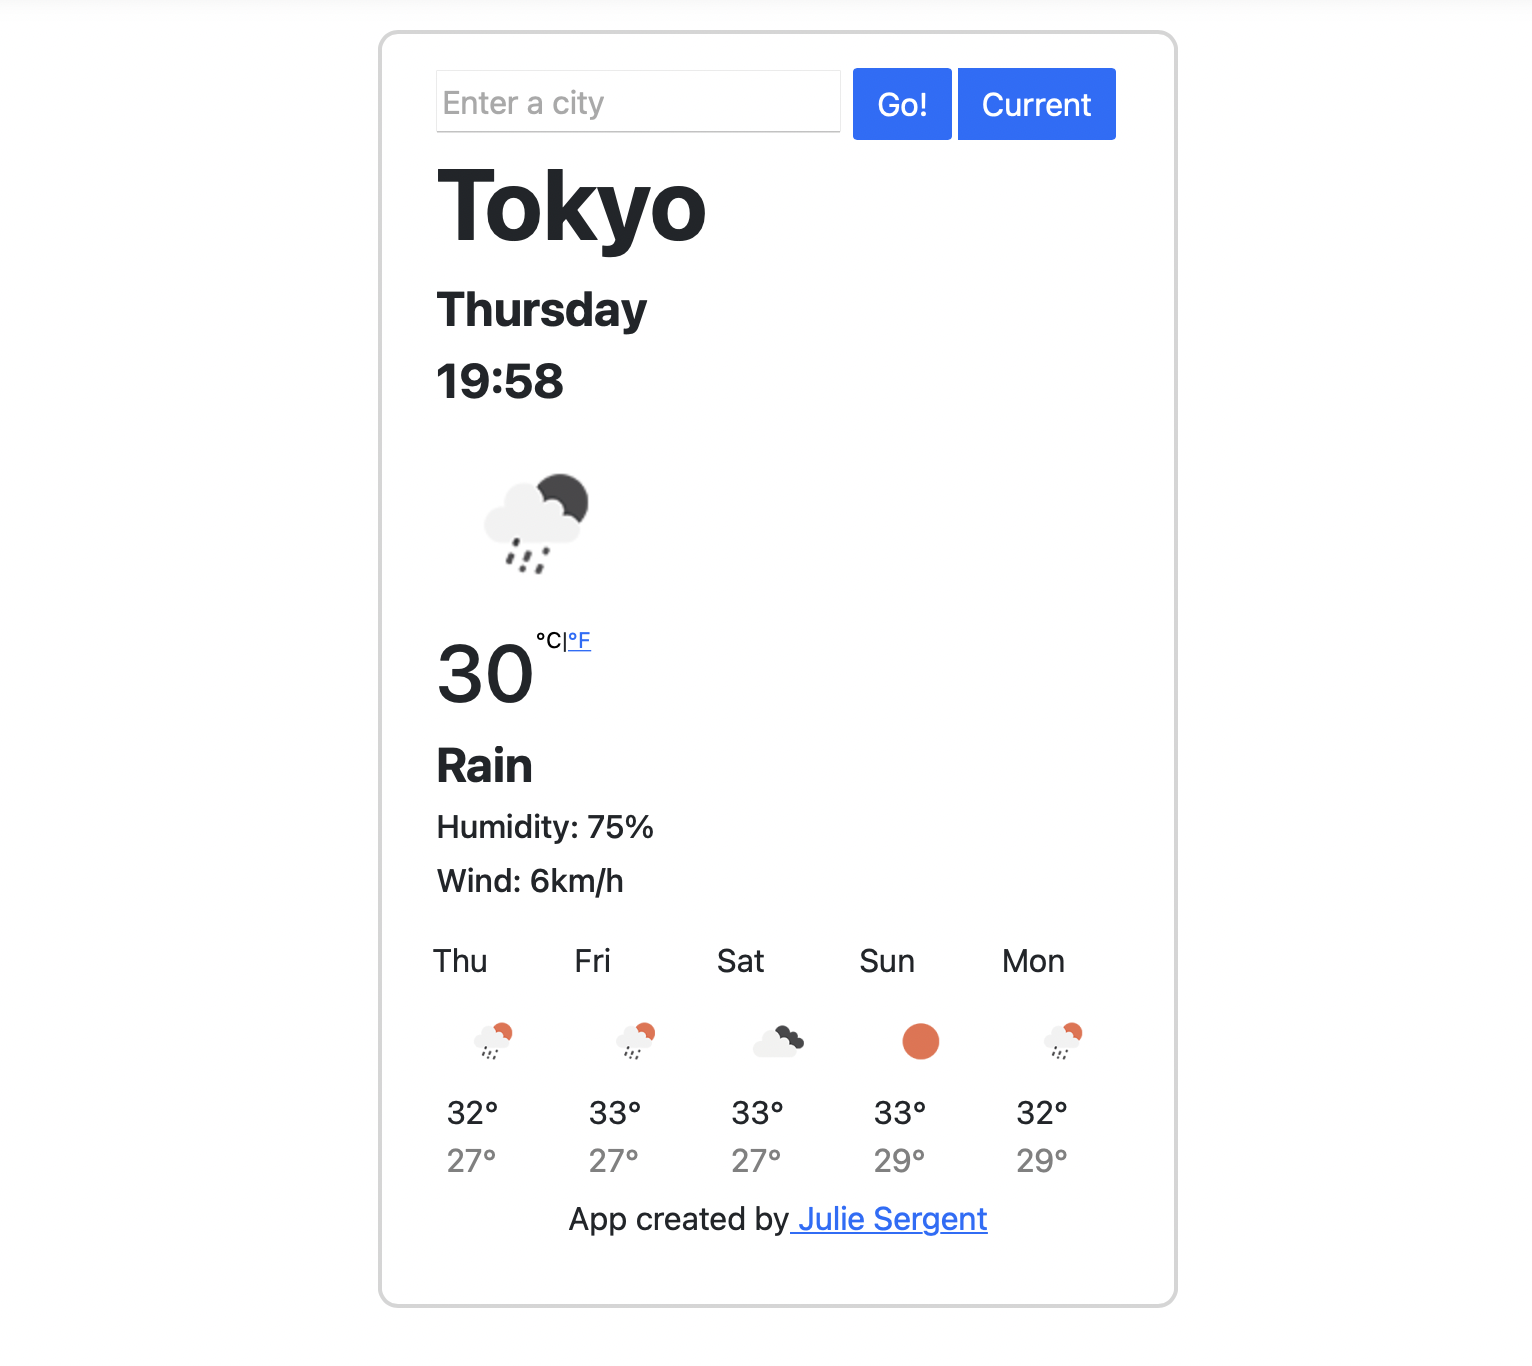 Enter a city Go! Current
Tokyo
Thursday
19:58
30 °C|°F
Rain
Humidity: 75%
Wind: 6km/h
Thu Fri Sat Sun Mon
32° 33° 33° 33° 32°
27° 27° 27° 29° 29°
App created by Julie Sergent